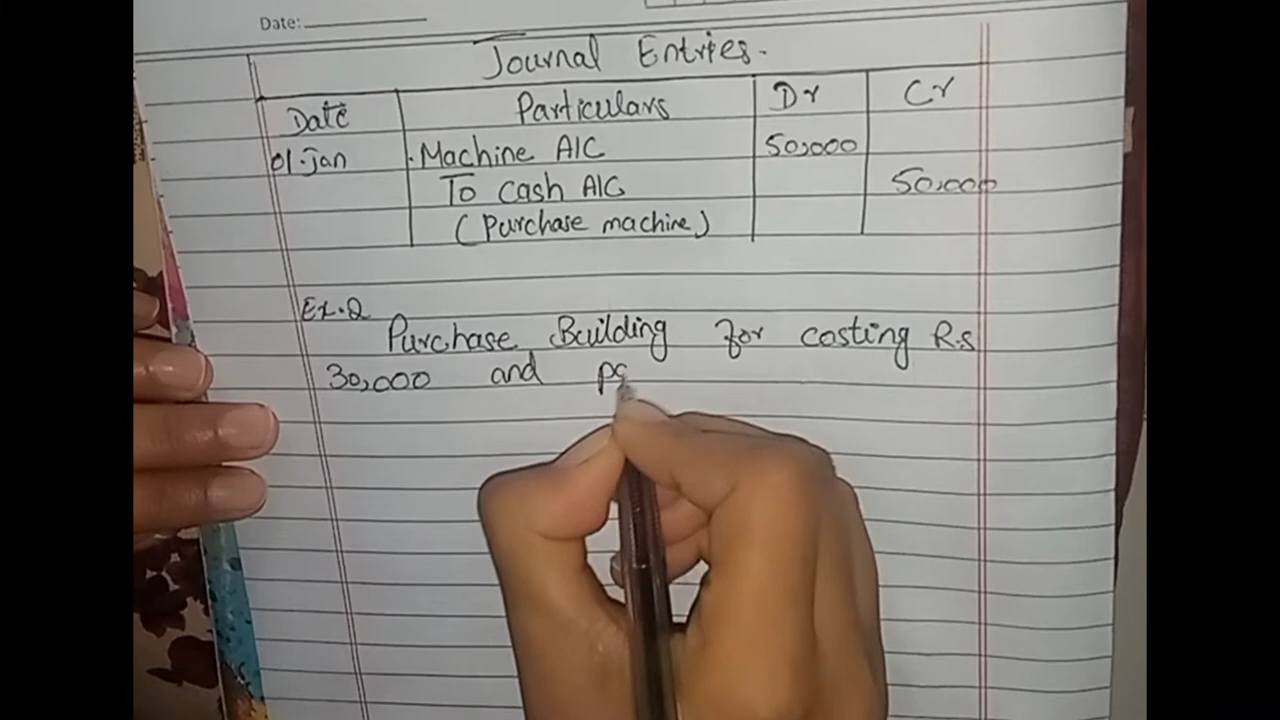 Date:
Journal Entries.
Date Particulars Dr Cr
01.Jan Machine A/C 50,000
To Cash A/C 50,000
(Purchase machine)
Ex.2
Purchase Building for costing R.s
30,000 and